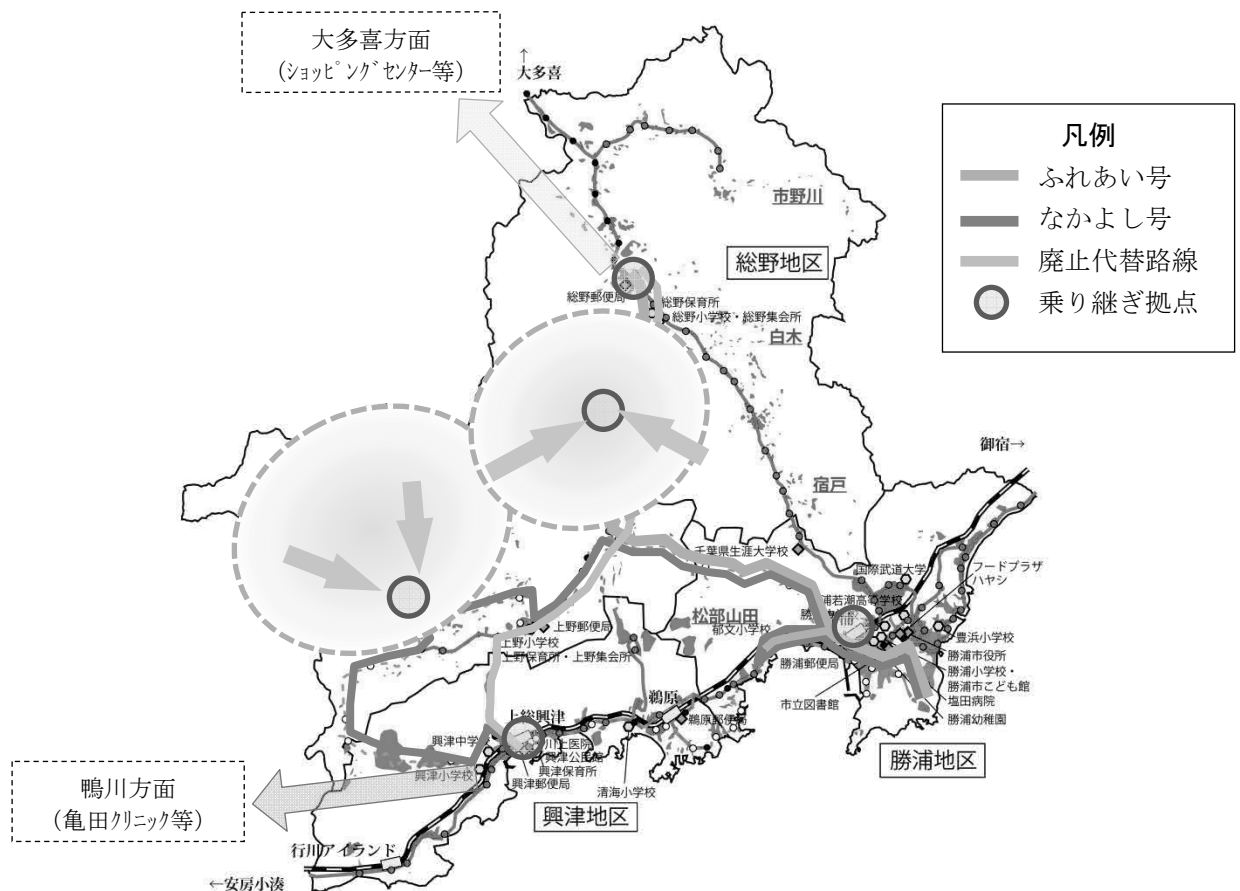 大多喜方面
(ショッピングセンター等)
↑
大多喜
凡例
ふれあい号
なかよし号
廃止代替路線
乗り継ぎ拠点
市野川
総野地区
総野郵便局
総野保育所
総野小学校・総野集会所
白木
御宿→
宿戸
千葉県生涯大学校
国際武道大学
フードプラザ
ハヤシ
浦若潮高等学校
松部山田
郁文小学校
上野郵便局
上野小学校
上野保育所・上野集会所
豊浜小学校
勝浦市役所
勝浦小学校・
勝浦市こども館
塩田病院
勝浦幼稚園
勝浦郵便局
市立図書館
鵜原
鵜原郵便局
上総興津
興津中学
川上医院
興津公民館
興津保育所
興津郵便局
興津小学校
清海小学校
勝浦地区
興津地区
鴨川方面
(亀田クリニック等)
行川アイランド
←安房小湊